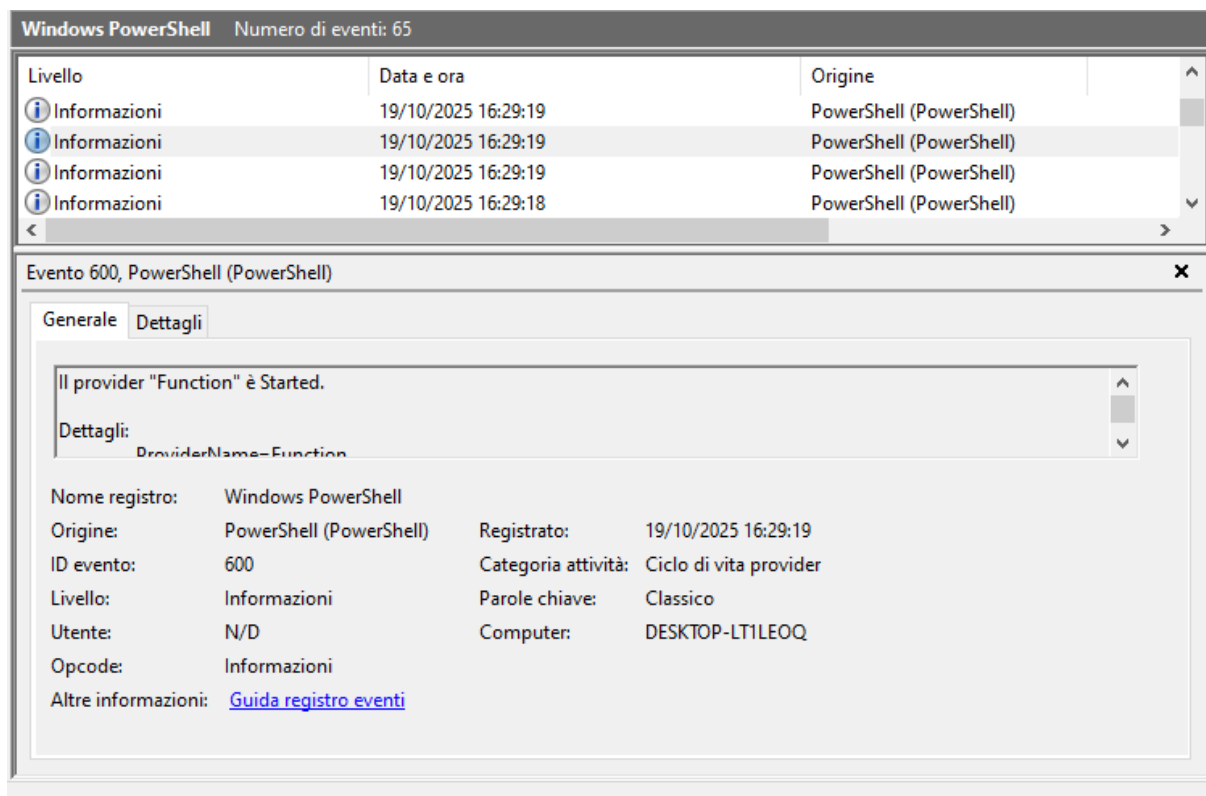 Windows PowerShell Numero di eventi: 65
Livello Data e ora Origine
Informazioni 19/10/2025 16:29:19 PowerShell (PowerShell)
Informazioni 19/10/2025 16:29:19 PowerShell (PowerShell)
Informazioni 19/10/2025 16:29:19 PowerShell (PowerShell)
Informazioni 19/10/2025 16:29:18 PowerShell (PowerShell)
Evento 600, PowerShell (PowerShell)
Generale Dettagli
Il provider "Function" è Started.
Dettagli:
ProviderName=Function
Nome registro: Windows PowerShell
Origine: PowerShell (PowerShell) Registrato: 19/10/2025 16:29:19
ID evento: 600 Categoria attività: Ciclo di vita provider
Livello: Informazioni Parole chiave: Classico
Utente: N/D Computer: DESKTOP-LT1LEOQ
Opcode: Informazioni
Altre informazioni: Guida registro eventi